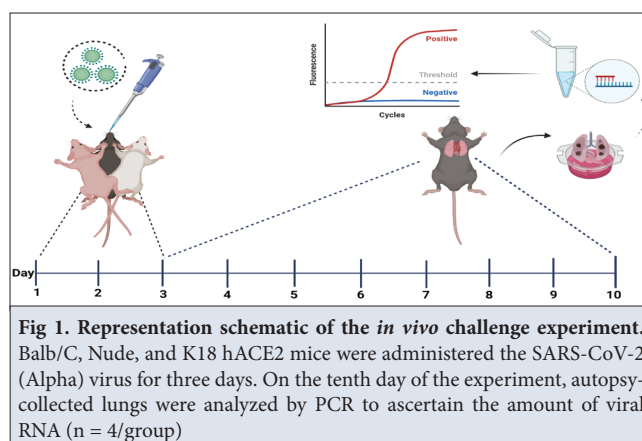 Fluorescence
Positive
Threshold
Negative
Cycles
Day
1 2 3 4 5 6 7 8 9 10
Fig 1. Representation schematic of the in vivo challenge experiment.
Balb/C, Nude, and K18 hACE2 mice were administered the SARS-CoV-2
(Alpha) virus for three days. On the tenth day of the experiment, autopsy-
collected lungs were analyzed by PCR to ascertain the amount of viral
RNA (n = 4/group)